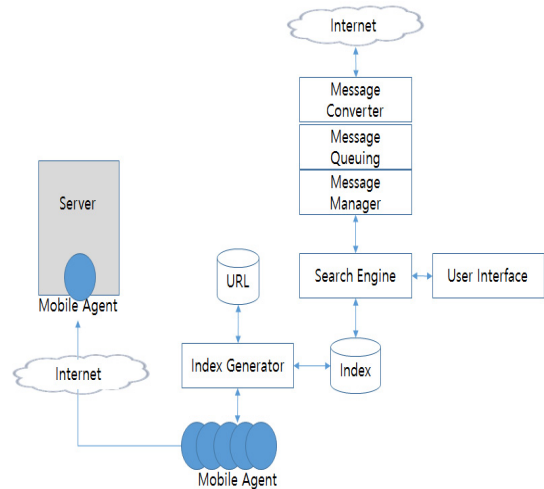 Internet
Message
Converter
Message
Queuing
Message
Manager
Server
Mobile Agent
URL
Search Engine
User Interface
Internet
Index Generator
Index
Mobile Agent